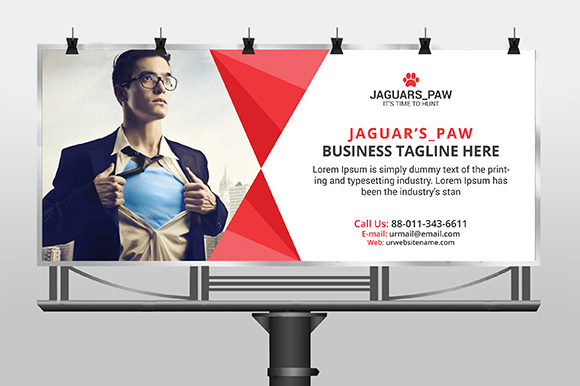 JAGUARS_PAW
IT'S TIME TO HUNT
JAGUAR'S_PAW
BUSINESS TAGLINE HERE
Lorem Ipsum is simply dummy text of the print-
ing and typesetting industry. Lorem Ipsum has
been the industry's stan
Call Us: 88-011-343-6611
E-mail: urmail@email.com
Web: urwebsitename.com